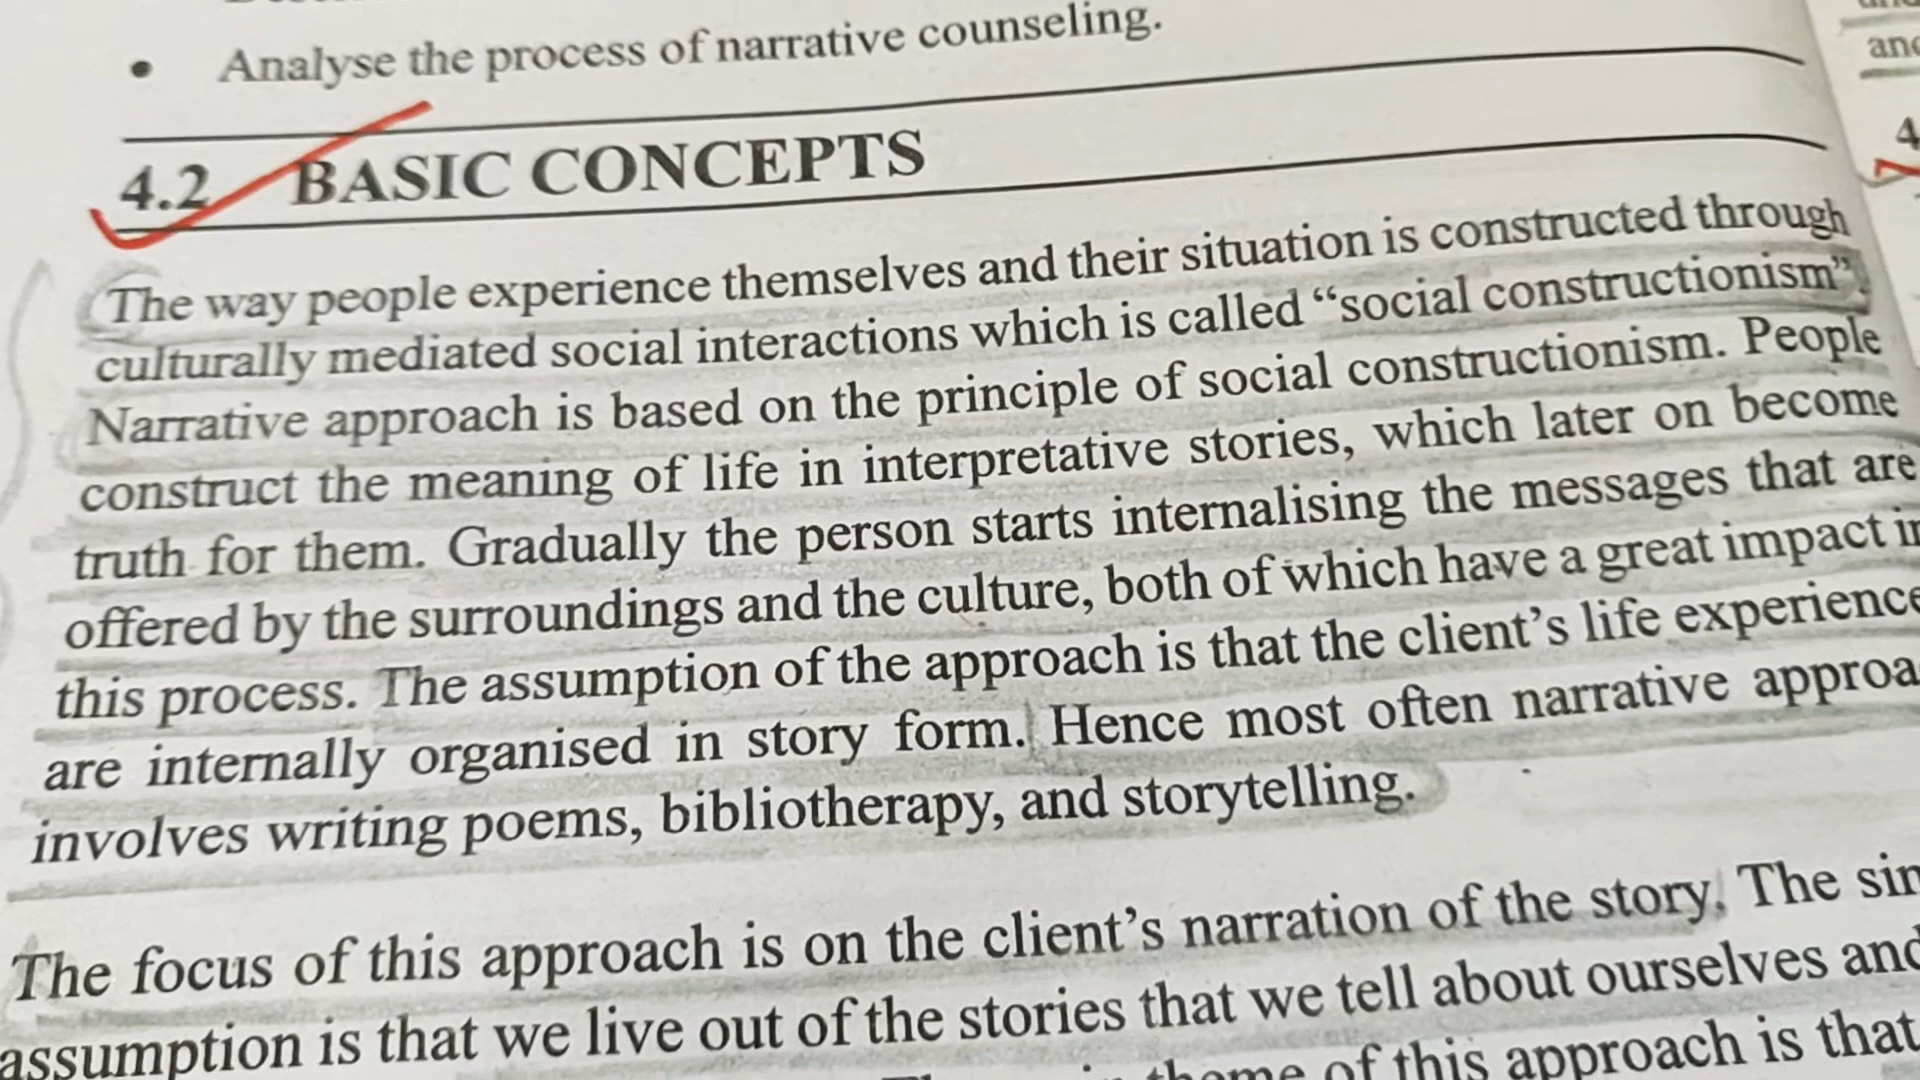 • Analyse the process of narrative counseling.
4.2 BASIC CONCEPTS
The way people experience themselves and their situation is constructed through
culturally mediated social interactions which is called “social constructionism”.
Narrative approach is based on the principle of social constructionism. People
construct the meaning of life in interpretative stories, which later on become
truth for them. Gradually the person starts internalising the messages that are
offered by the surroundings and the culture, both of which have a great impact
this process. The assumption of the approach is that the client’s life
are internally organised in story form. Hence most often narrative
involves writing poems, bibliotherapy, and storytelling.
The focus of this approach is on the client’s narration of the story. The
assumption is that we live out of the stories that we tell about ourselves and
of this approach is that